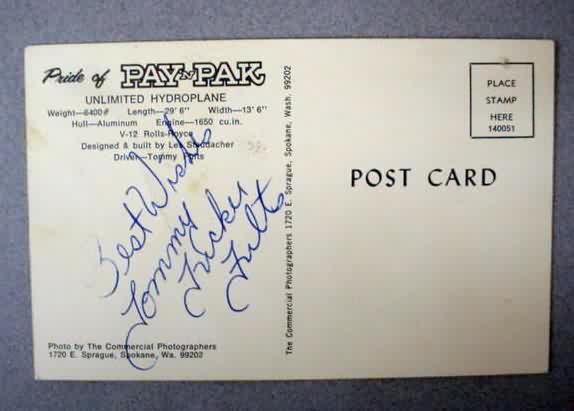 Pride of PAY 'N PAK
UNLIMITED HYDROPLANE
Weight—6400# Length—29' 6" Width—13' 6"
Hull—Aluminum Engine—1650 cu.in.
V-12 Rolls-Royce
Designed & built by Les Staudacher
Driver—Tommy Fults
Best Wishes
Tommy
Tucker
Fults
Photo by The Commercial Photographers
1720 E. Sprague, Spokane, Wa. 99202
The Commercial Photographers 1720 E. Sprague, Spokane, Wash. 99202
PLACE
STAMP
HERE
140051
POST CARD